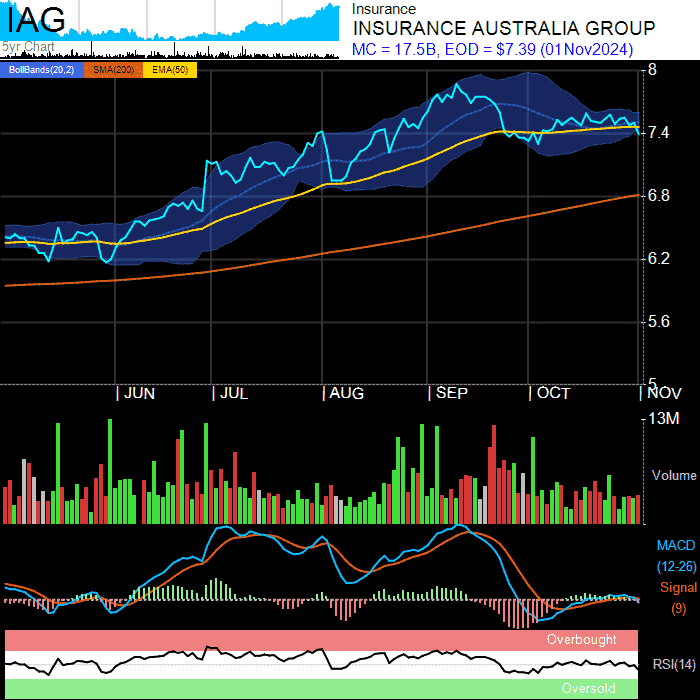 IAG
5yr Chart
Insurance
INSURANCE AUSTRALIA GROUP
MC = 17.5B, EOD = $7.39 (01Nov2024)
BollBands(20,2) SMA(200) EMA(50)
8
7.4
6.8
6.2
5.6
5
| JUN | JUL | AUG | SEP | OCT | NOV
13M
Volume
MACD
(12-26)
Signal
(9)
Overbought
RSI(14)
Oversold